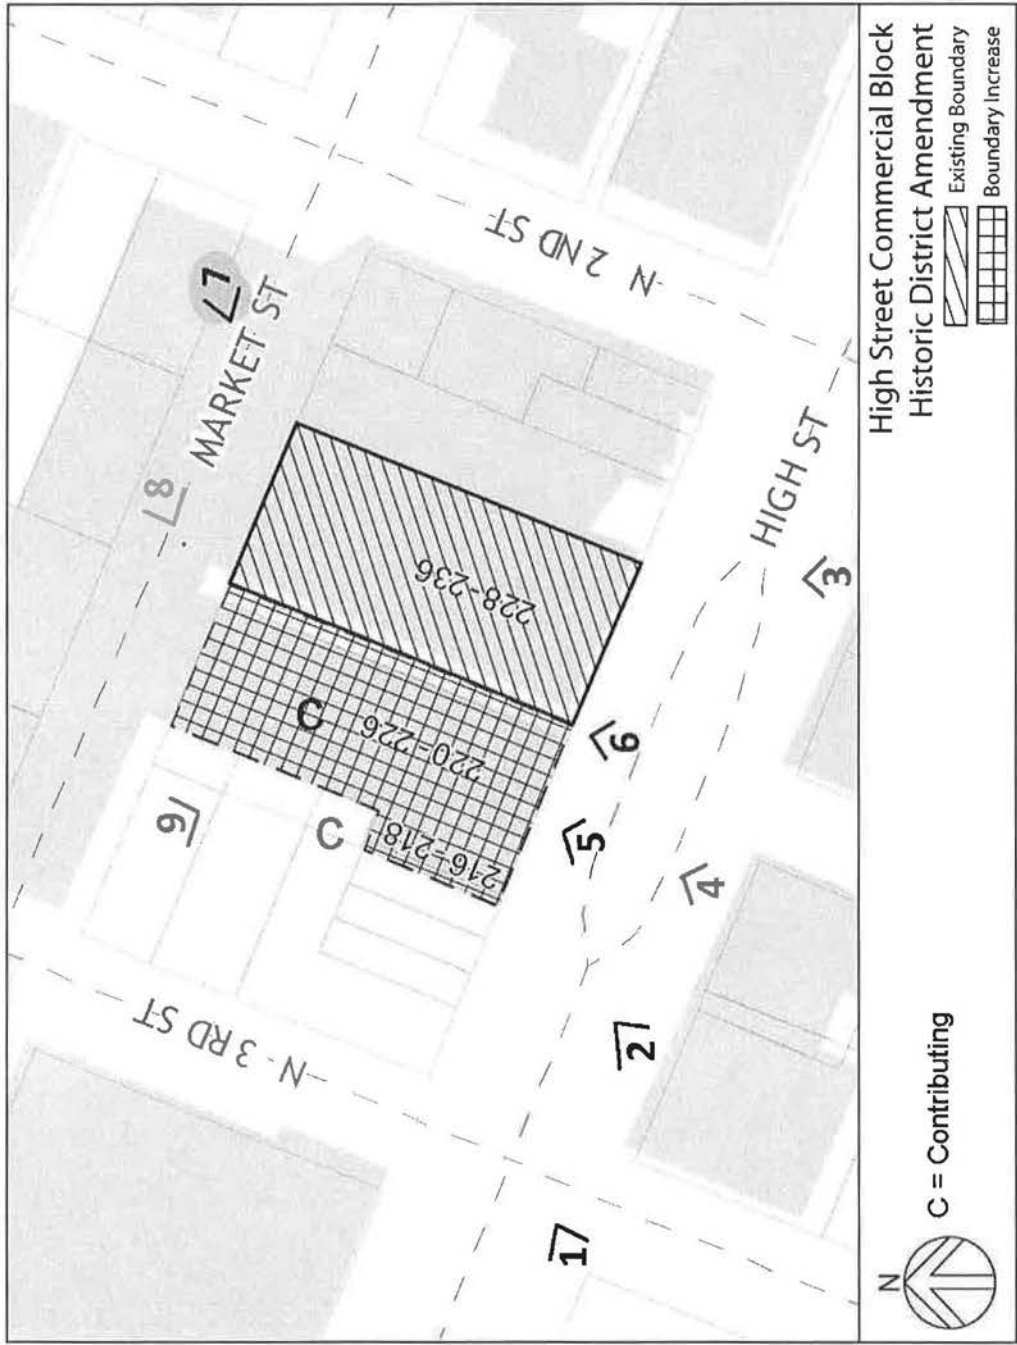 8
9
7
MARKET ST
N 3RD ST
C
C
220-226
228-236
216-218
N 2ND ST
1
5
6
2
4
HIGH ST
3
N
C = Contributing
High Street Commercial Block
Historic District Amendment
Existing Boundary
Boundary Increase